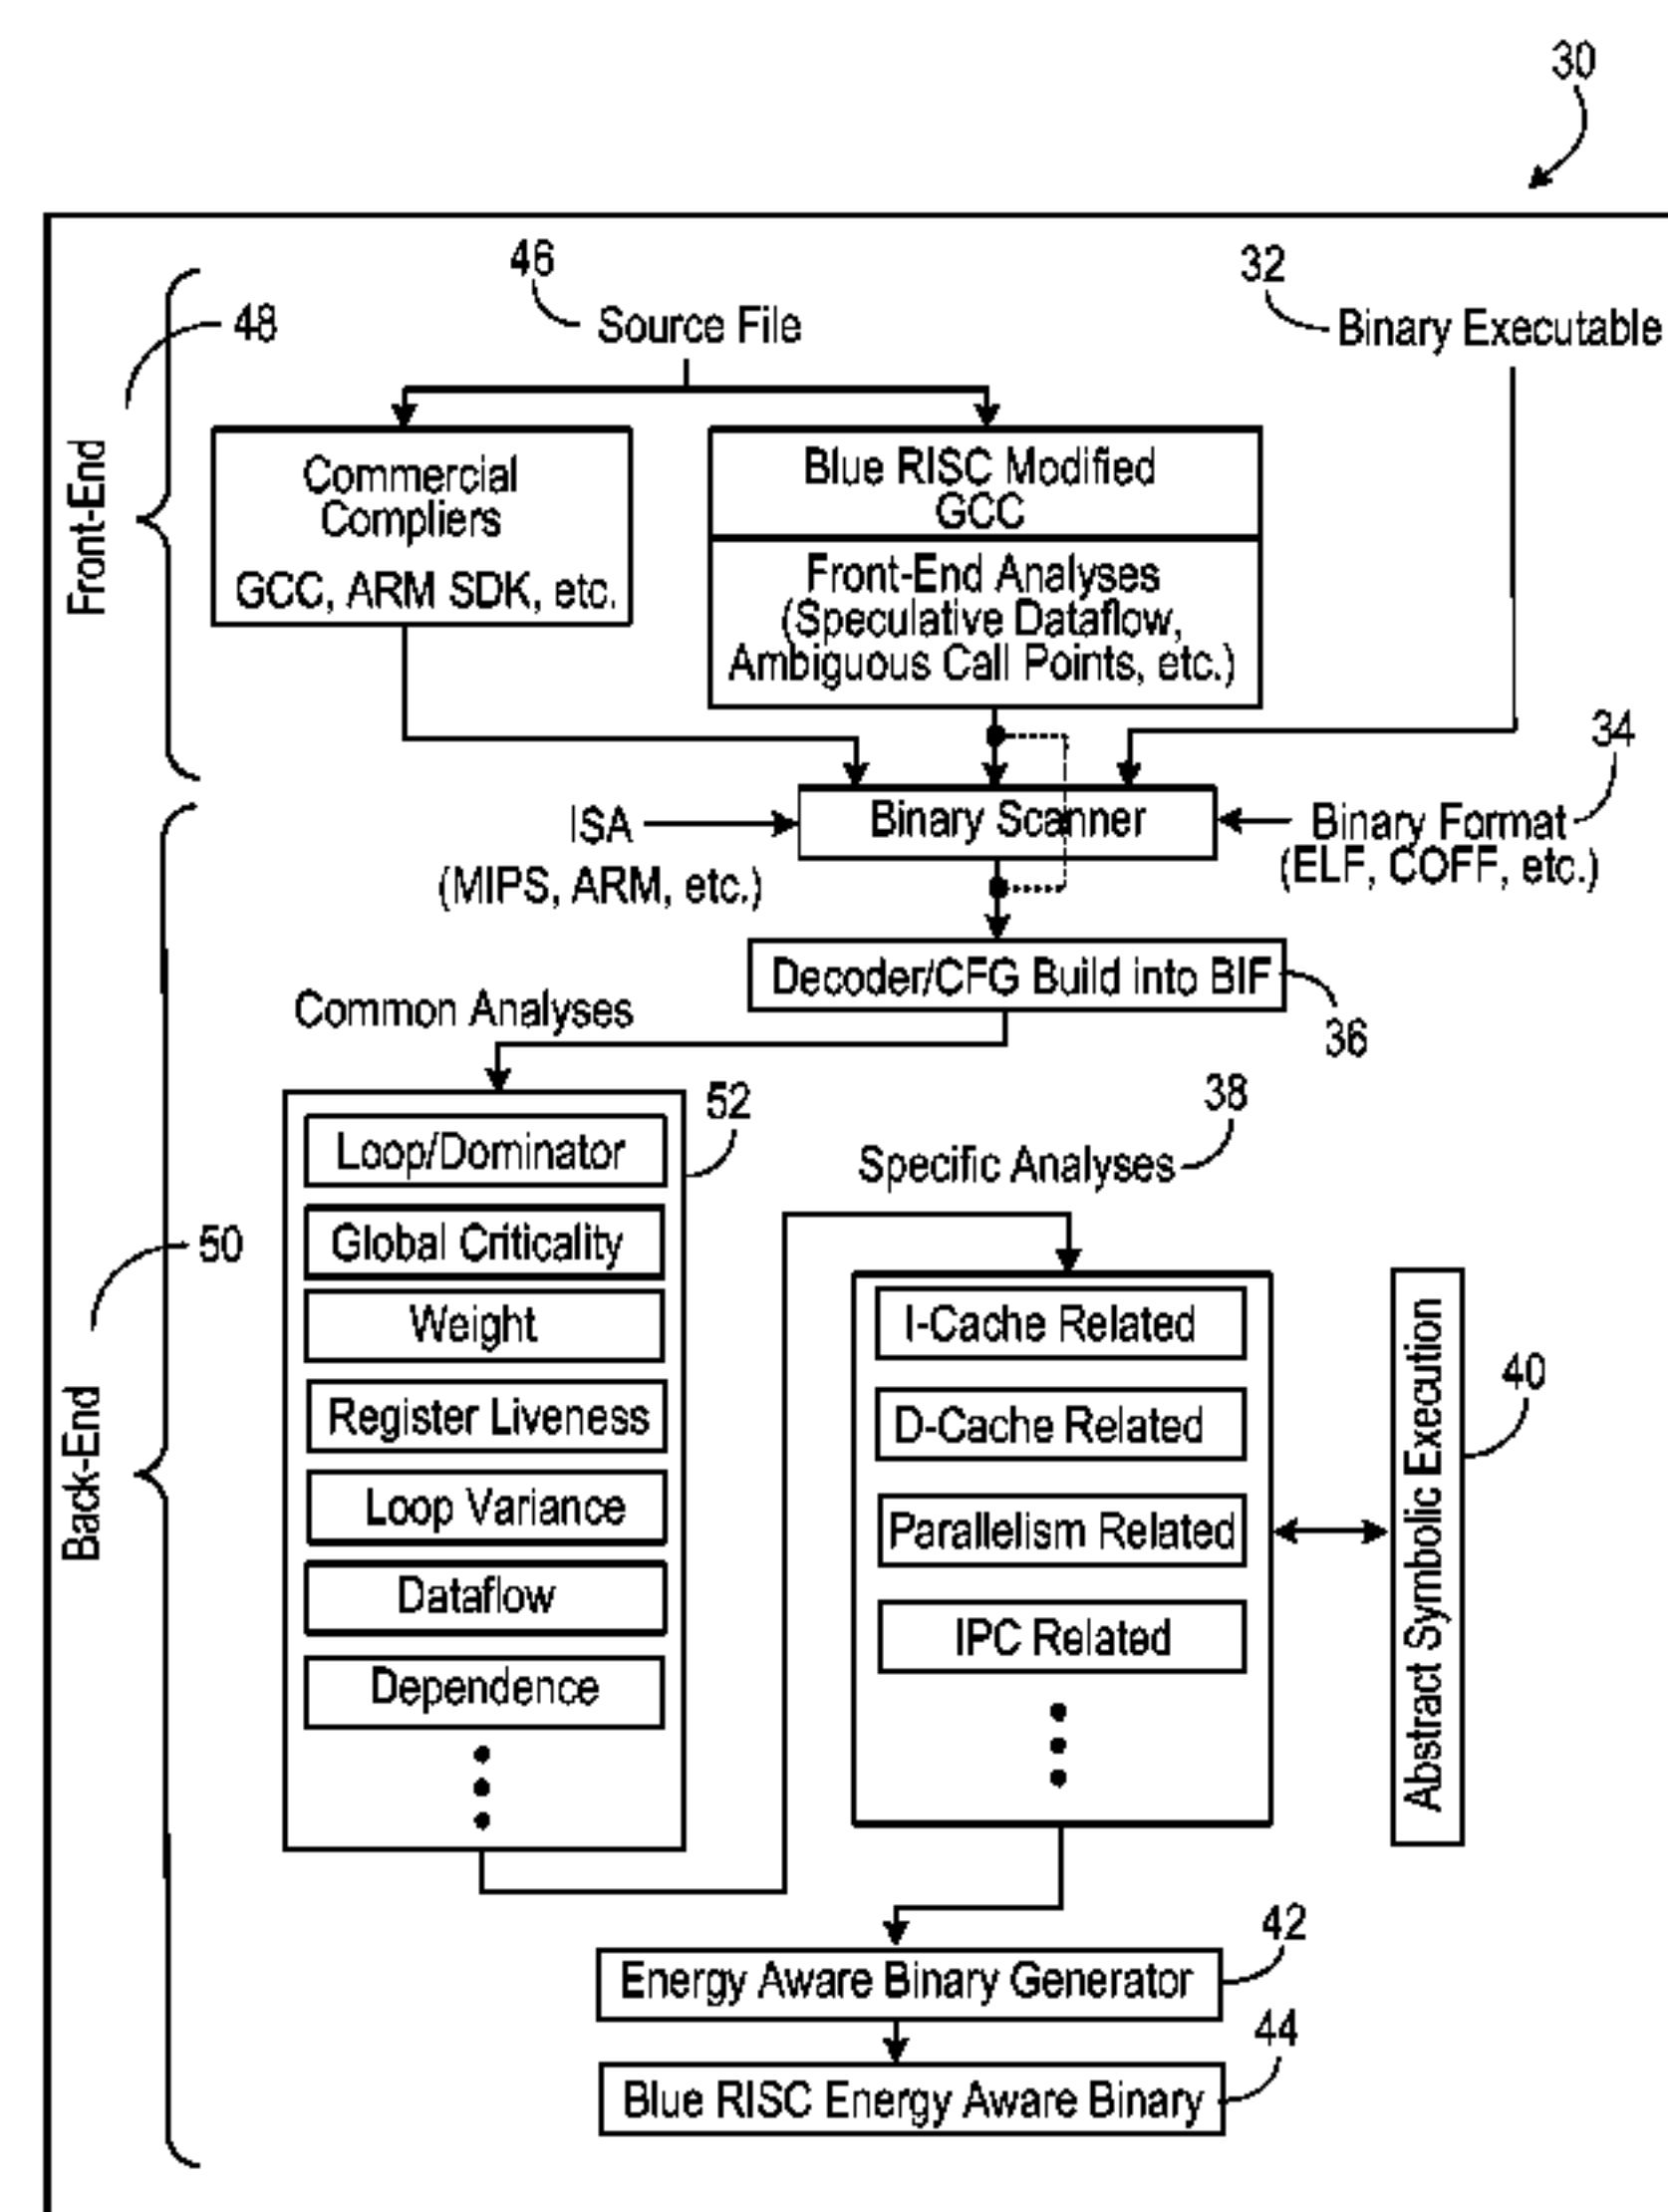 30
46
32
48
Source File
Binary Executable
Front-End
Commercial
Compliers
GCC, ARM SDK, etc.
Blue RISC Modified
GCC
Front-End Analyses
(Speculative Dataflow,
Ambiguous Call Points, etc.)
34
ISA
(MIPS, ARM, etc.)
Binary Scanner
Binary Format
(ELF, COFF, etc.)
Decoder/CFG Build into BIF
36
Common Analyses
52
38
Specific Analyses
50
Back-End
Loop/Dominator
Global Criticality
Weight
Register Liveness
Loop Variance
Dataflow
Dependence
I-Cache Related
D-Cache Related
Parallelism Related
IPC Related
Abstract Symbolic Execution
40
42
Energy Aware Binary Generator
44
Blue RISC Energy Aware Binary